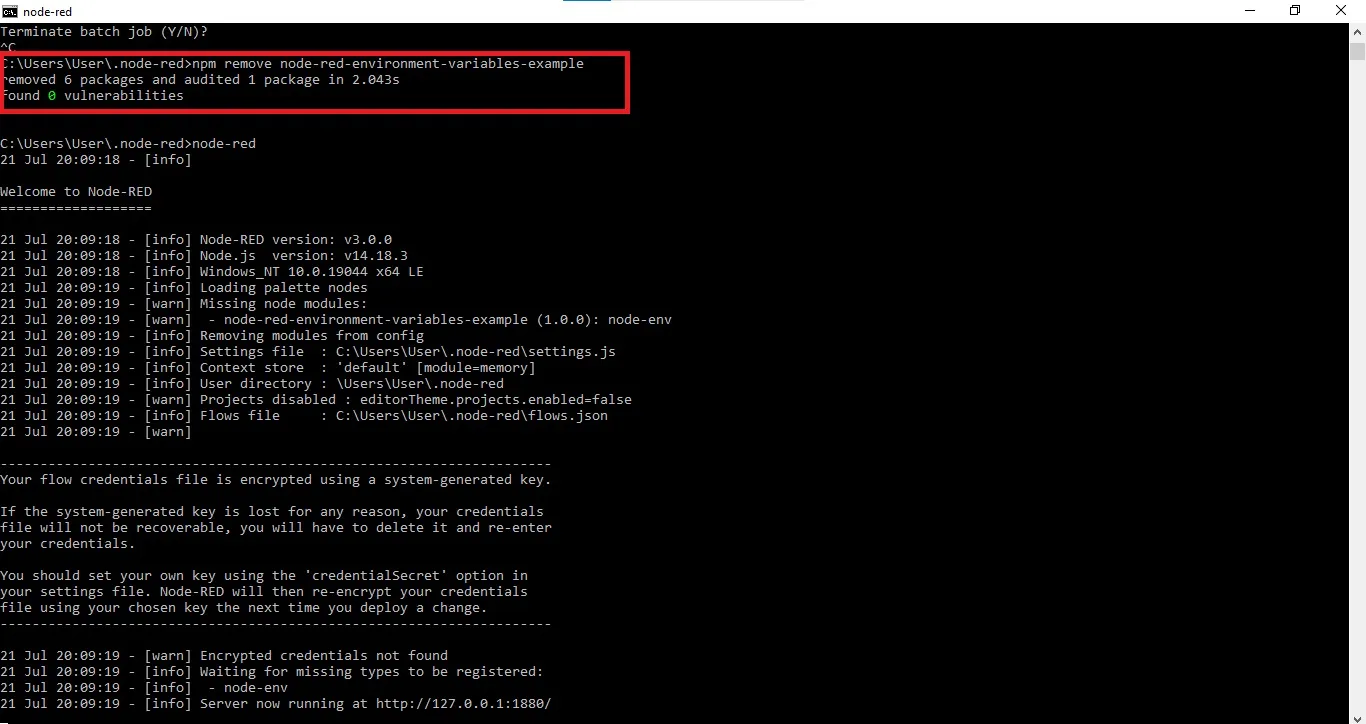 node-red
Terminate batch job (Y/N)?
^C
C:\Users\User\.node-red>npm remove node-red-environment-variables-example
removed 6 packages and audited 1 package in 2.043s
found 0 vulnerabilities
C:\Users\User\.node-red>node-red
21 Jul 20:09:18 - [info]
Welcome to Node-RED
===================
21 Jul 20:09:18 - [info] Node-RED version: v3.0.0
21 Jul 20:09:18 - [info] Node.js  version: v14.18.3
21 Jul 20:09:18 - [info] Windows_NT 10.0.19044 x64 LE
21 Jul 20:09:19 - [info] Loading palette nodes
21 Jul 20:09:19 - [warn] Missing node modules:
21 Jul 20:09:19 - [warn]  - node-red-environment-variables-example (1.0.0): node-env
21 Jul 20:09:19 - [info] Removing modules from config
21 Jul 20:09:19 - [info] Settings file  : C:\Users\User\.node-red\settings.js
21 Jul 20:09:19 - [info] Context store  : 'default' [module=memory]
21 Jul 20:09:19 - [info] User directory : \Users\User\.node-red
21 Jul 20:09:19 - [warn] Projects disabled : editorTheme.projects.enabled=false
21 Jul 20:09:19 - [info] Flows file     : C:\Users\User\.node-red\flows.json
21 Jul 20:09:19 - [warn]
---------------------------------------------------------------------
Your flow credentials file is encrypted using a system-generated key.
If the system-generated key is lost for any reason, your credentials
file will not be recoverable, you will have to delete it and re-enter
your credentials.
You should set your own key using the 'credentialSecret' option in
your settings file. Node-RED will then re-encrypt your credentials
file using your chosen key the next time you deploy a change.
---------------------------------------------------------------------
21 Jul 20:09:19 - [warn] Encrypted credentials not found
21 Jul 20:09:19 - [info] Waiting for missing types to be registered:
21 Jul 20:09:19 - [info]  - node-env
21 Jul 20:09:19 - [info] Server now running at http://127.0.0.1:1880/